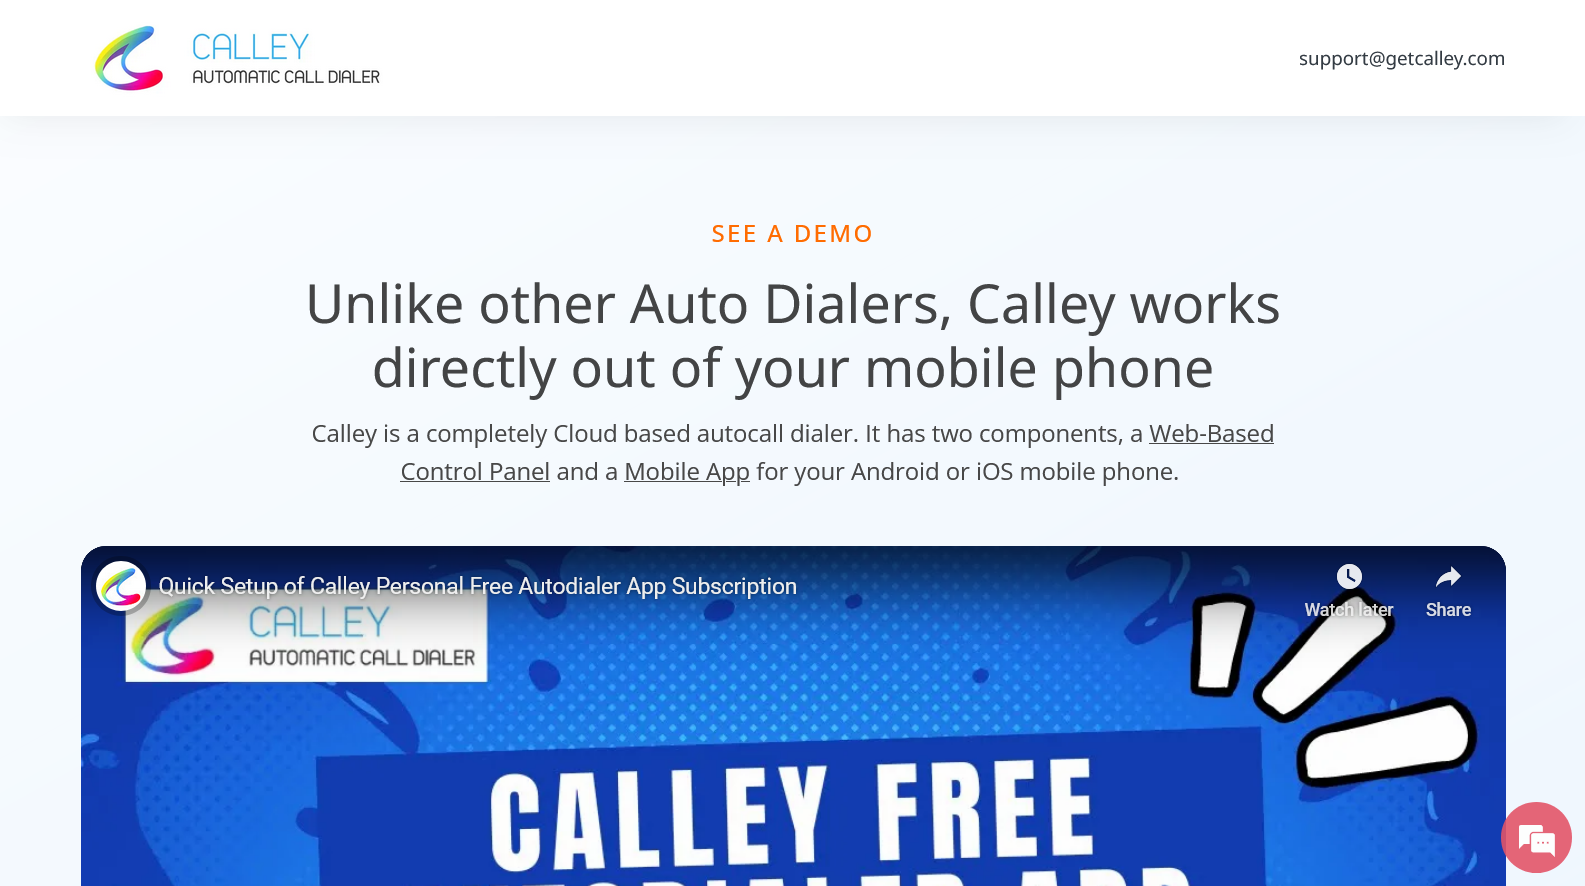 CALLEY
AUTOMATIC CALL DIALER
support@getcalley.com
SEE A DEMO
Unlike other Auto Dialers, Calley works
directly out of your mobile phone
Calley is a completely Cloud based autocall dialer. It has two components, a Web-Based
Control Panel and a Mobile App for your Android or iOS mobile phone.
Quick Setup of Calley Personal Free Autodialer App Subscription
Watch later
Share
CALLEY
AUTOMATIC CALL DIALER
CALLEY FREE